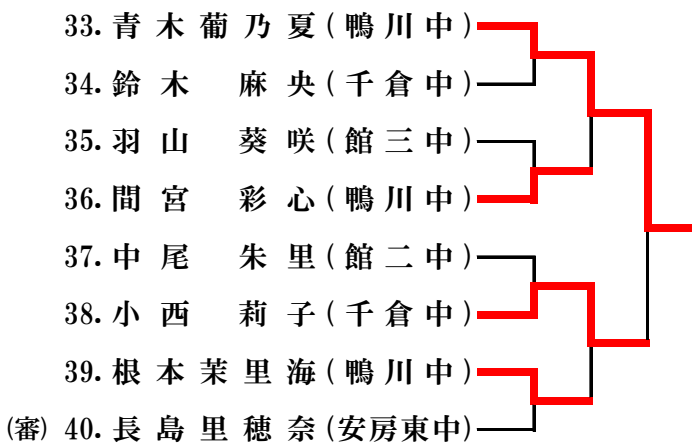 33. 青木葡乃夏(鴨川中)
34. 鈴木 麻央(千倉中)
35. 羽山 葵咲(館三中)
36. 間宮 彩心(鴨川中)
37. 中尾 朱里(館二中)
38. 小西 莉子(千倉中)
39. 根本茉里海(鴨川中)
(審) 40. 長島里穂奈(安房東中)